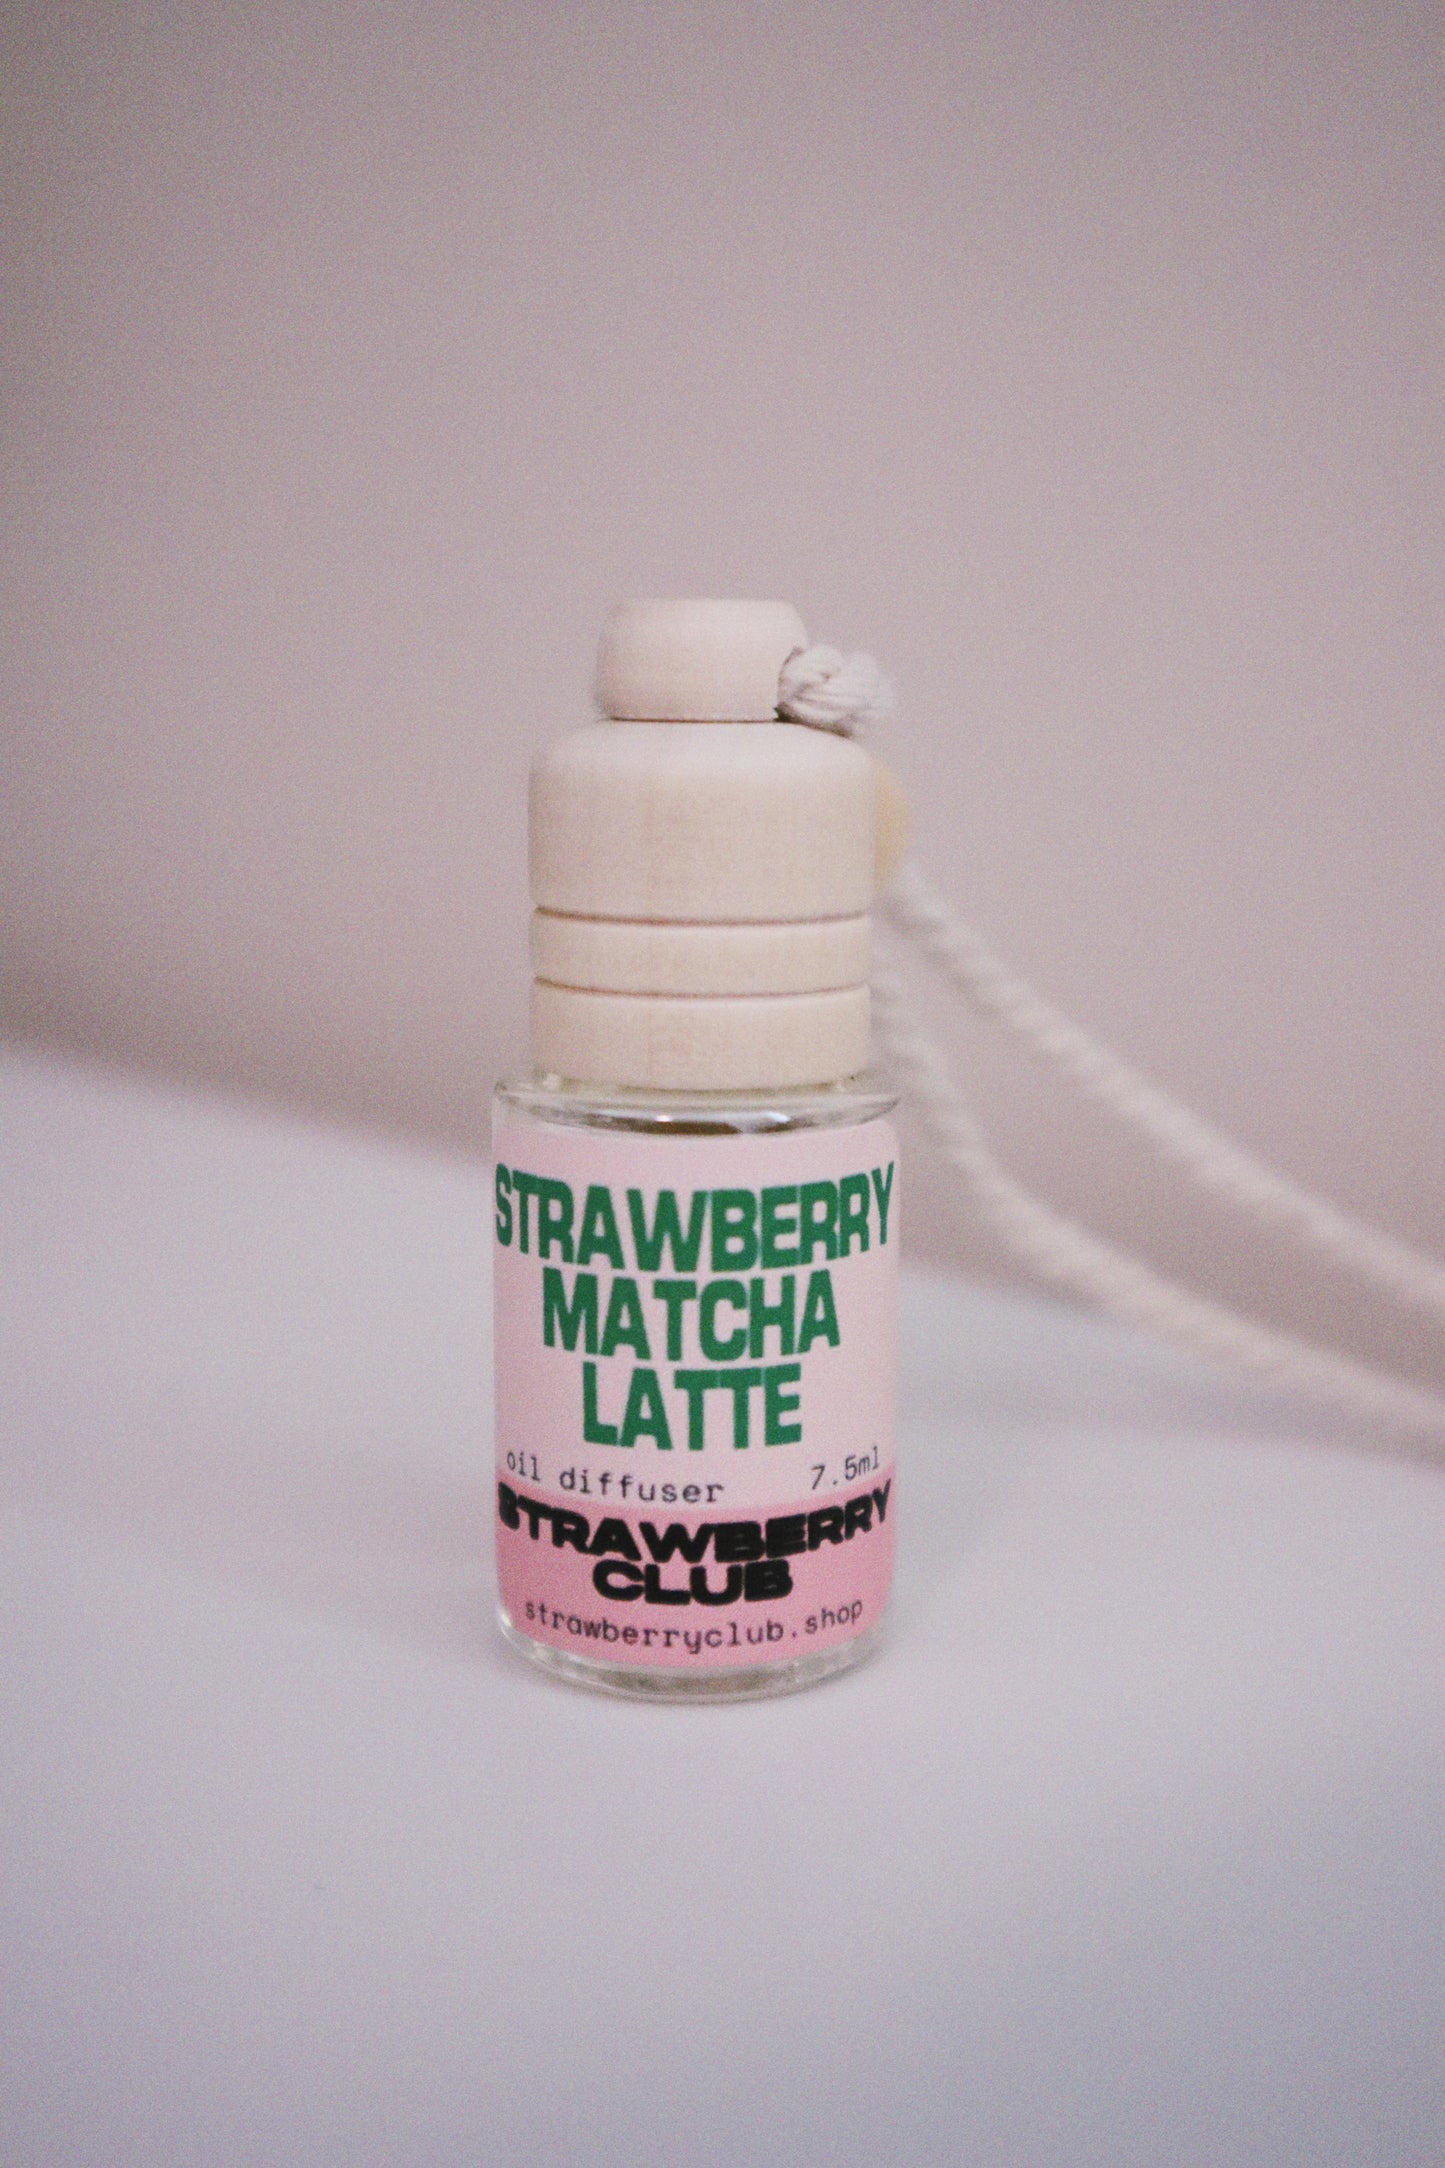 STRAWBERRY
MATCHA
LATTE
oil diffuser 7.5ml
STRAWBERRY
CLUB
strawberryclub.shop